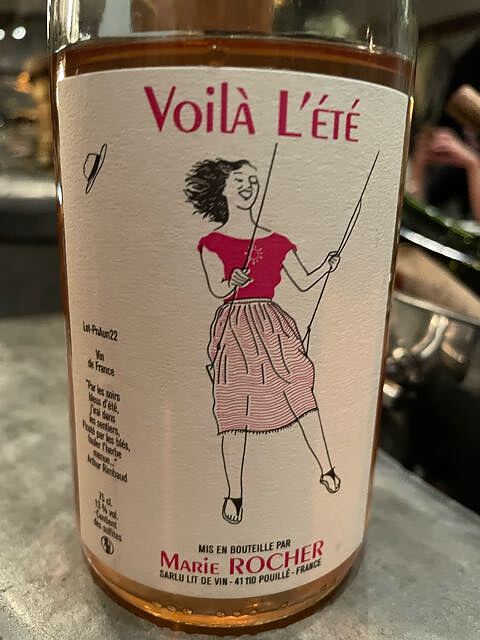 Voilà L'été
Lot-PnAun22
Vin
de France
"Par les soirs
bleus d'été,
j'irai dans
les sentiers,
Picoté par les blés,
fouler l'herbe
menue..."
Arthur Rimbaud
75 cl.
13 % vol.
Contient
des sulfites
MIS EN BOUTEILLE PAR
MARIE ROCHER
SARLU LIT DE VIN - 41110 POUILLÉ - FRANCE